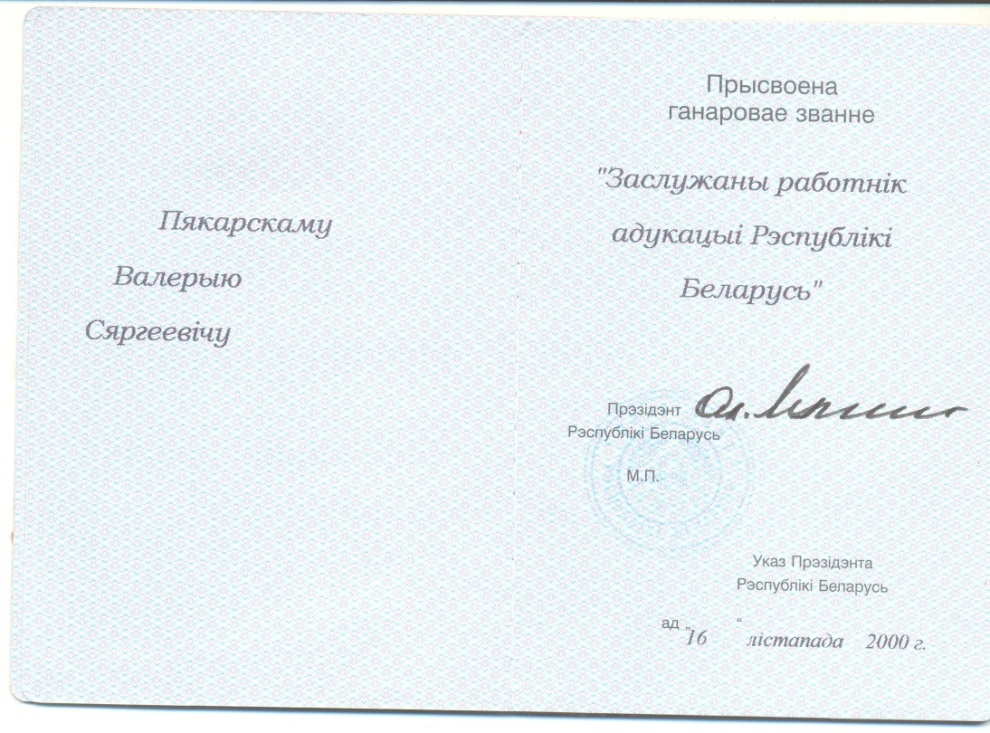 Пякарскаму
Валерыю
Сяргеевічу
Прысвоена
ганаровае званне
"Заслужаны работнік
адукацыі Рэспублікі
Беларусь"
Прэзідэнт
Рэспублікі Беларусь
М.П.
Указ Прэзідэнта
Рэспублікі Беларусь
ад „16“ лістапада 2000 г.